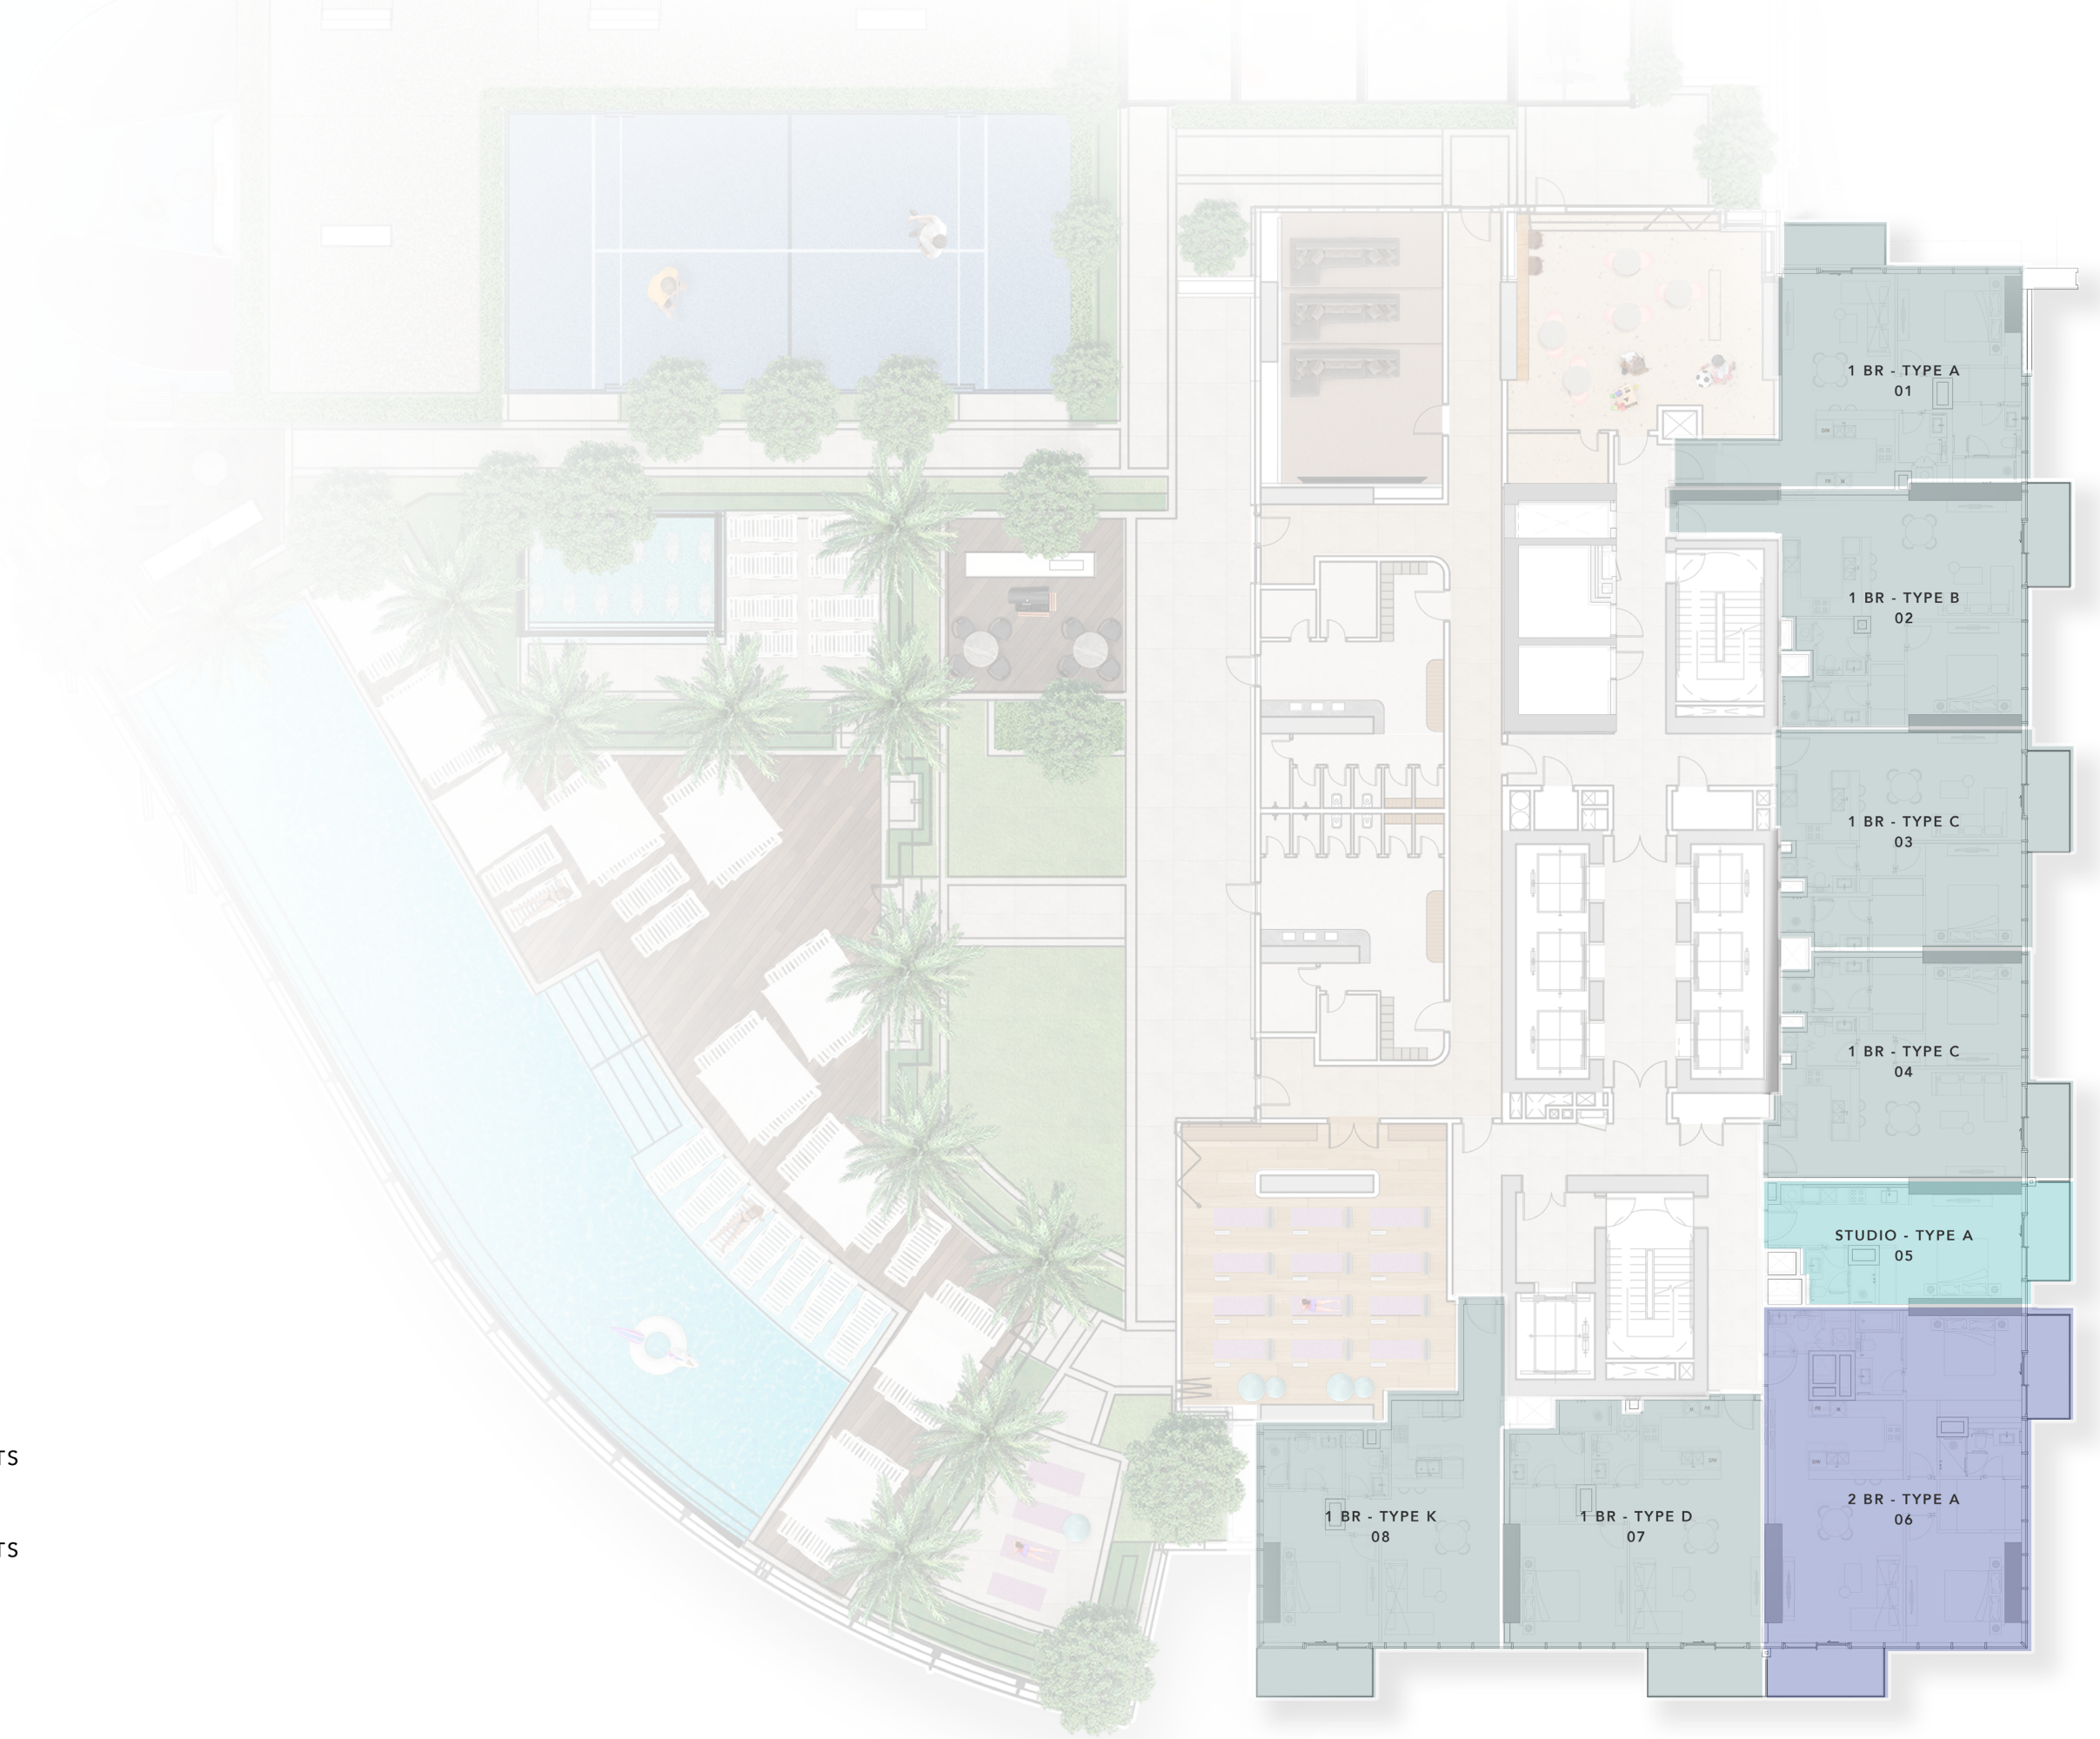 1 BR - TYPE A
01
1 BR - TYPE B
02
1 BR - TYPE C
03
1 BR - TYPE C
04
STUDIO - TYPE A
05
2 BR - TYPE A
06
1 BR - TYPE K
08
1 BR - TYPE D
07
TS
TS